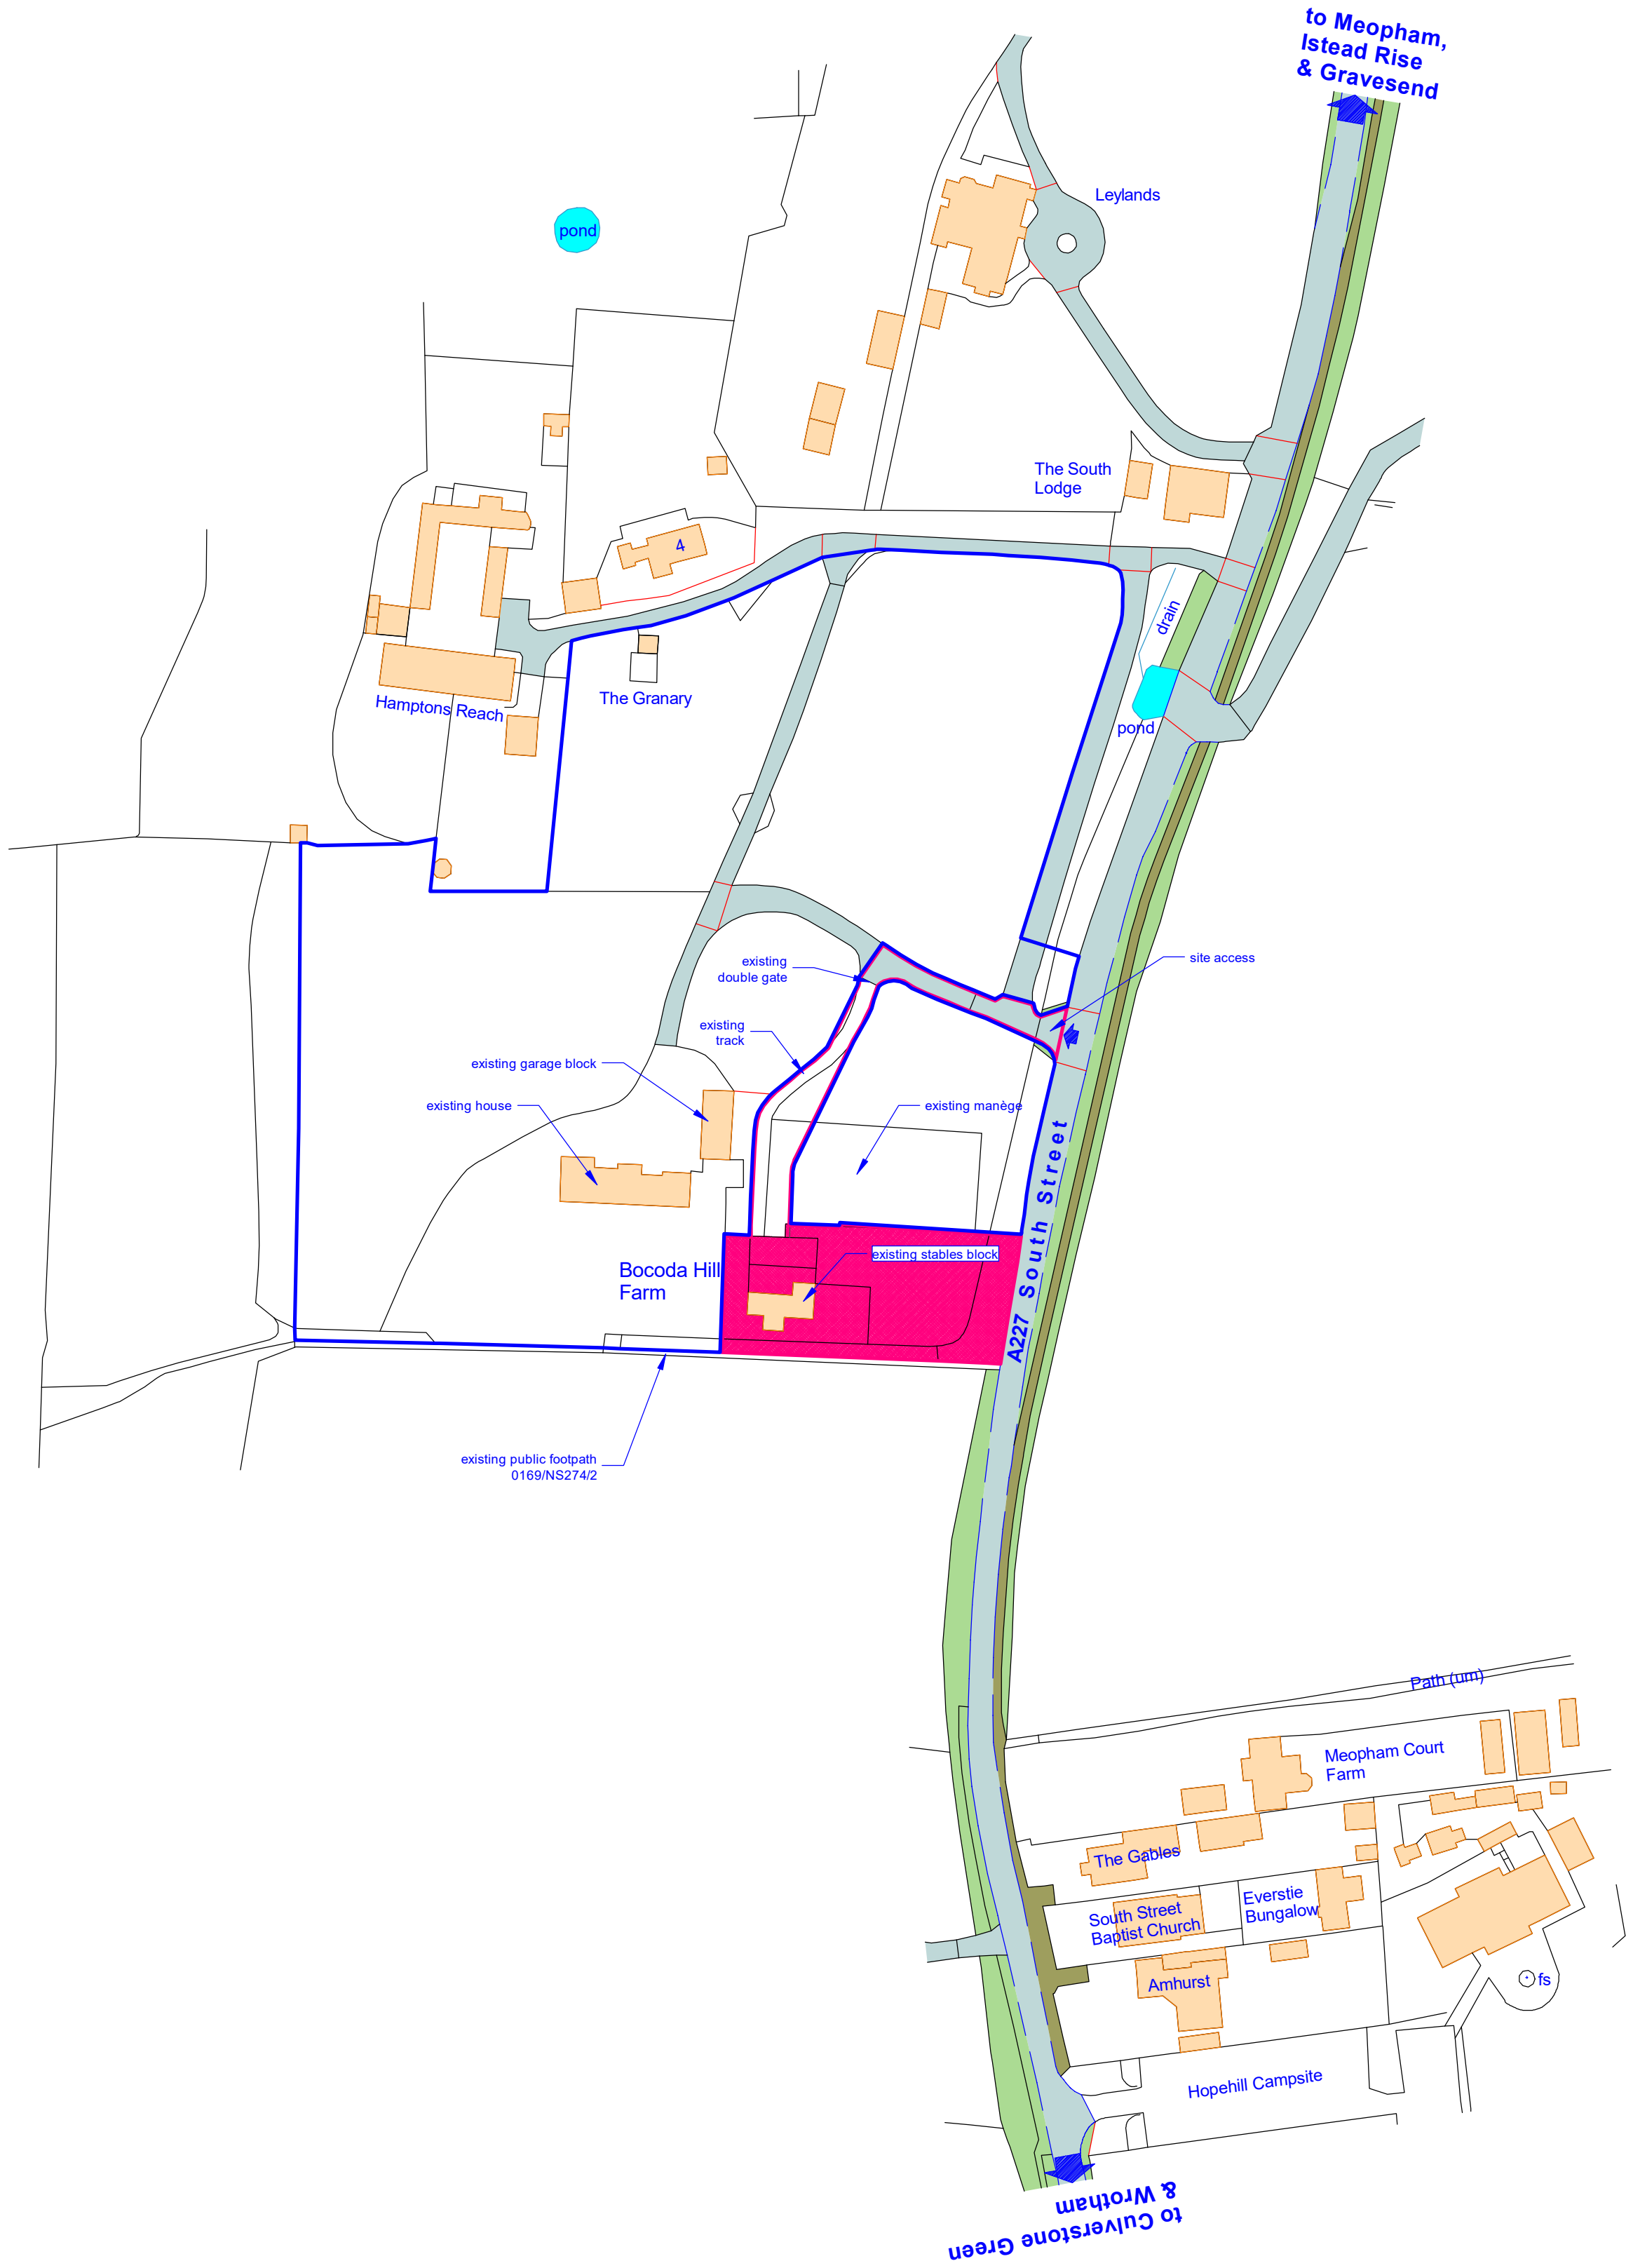 to Meopham,
Istead Rise
& Gravesend
Leylands
pond
The South
Lodge
4
drain
The Granary
Hamptons Reach
pond
existing
double gate
site access
existing
track
existing garage block
existing house
existing manège
A227 South Street
existing stables block
Bocoda Hill
Farm
existing public footpath
0169/NS274/2
Path (um)
Meopham Court
Farm
The Gables
Everstie
Bungalow
South Street
Baptist Church
Amhurst
fs
Hopehill Campsite
to Culverstone Green
& Wrotham